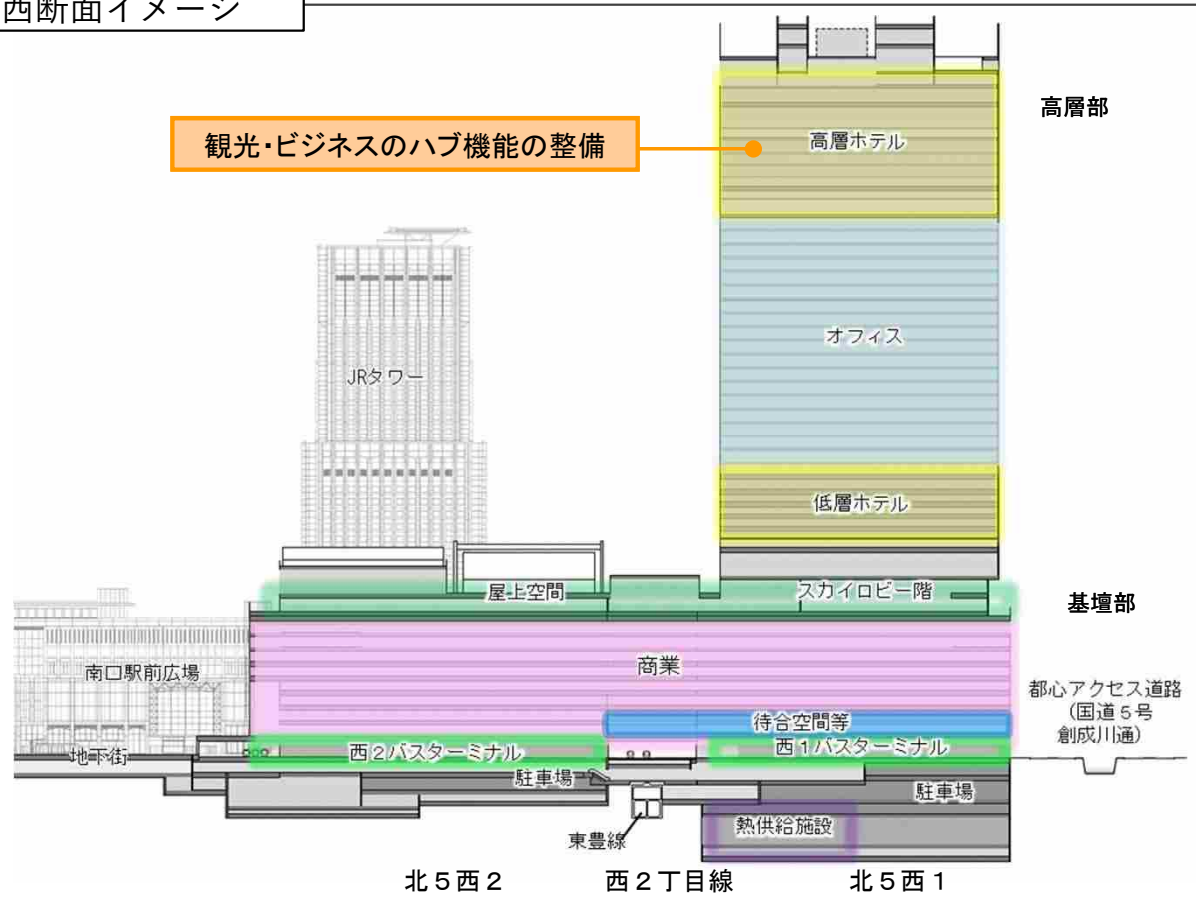 西断面イメージ
高層部
観光・ビジネスのハブ機能の整備
高層ホテル
オフィス
JRタワー
低層ホテル
屋上空間
スカイロビー階
基壇部
商業
南口駅前広場
都心アクセス道路
(国道5号
創成川通)
待合空間等
地下街
西2バスターミナル
西1バスターミナル
駐車場
駐車場
熱供給施設
東豊線
北5西2
西2丁目線
北5西1